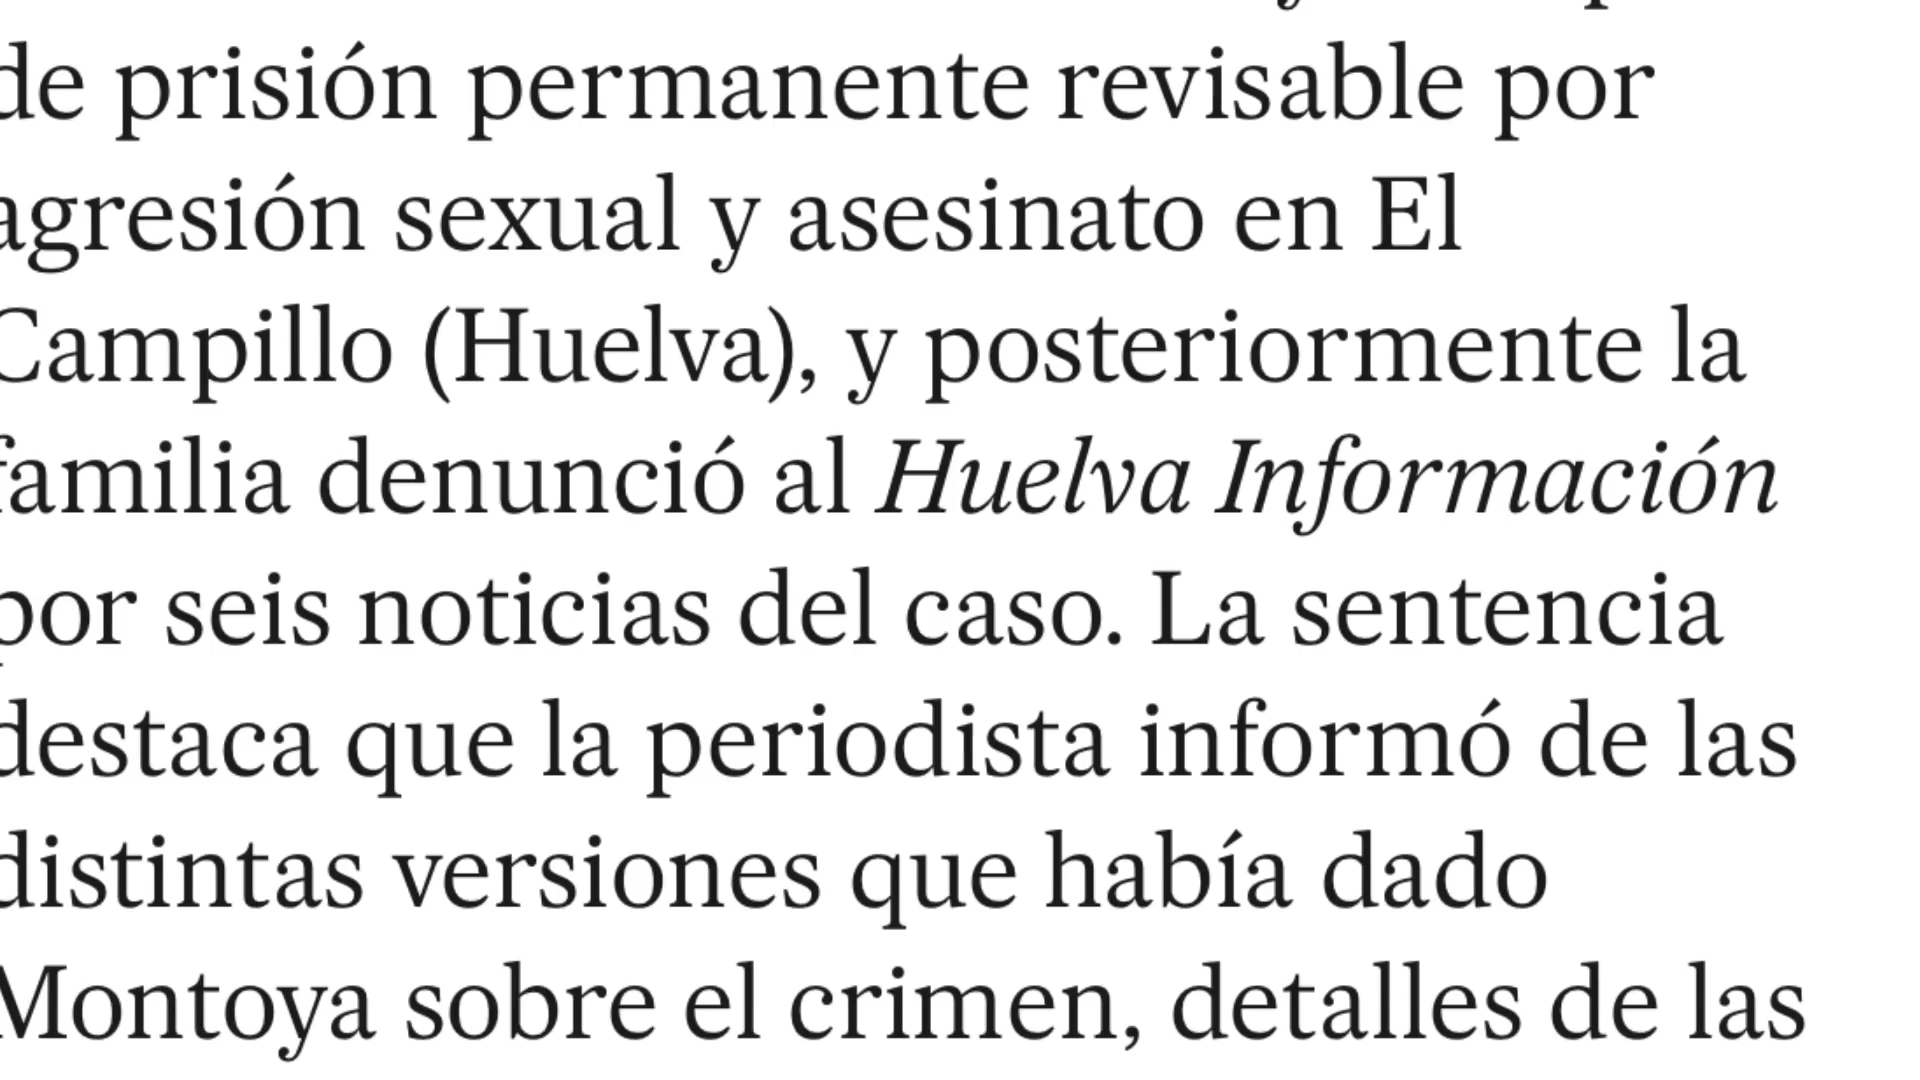 de prisión permanente revisable por
agresión sexual y asesinato en El
Campillo (Huelva), y posteriormente la
familia denunció al Huelva Información
por seis noticias del caso. La sentencia
destaca que la periodista informó de las
distintas versiones que había dado
Montoya sobre el crimen, detalles de las